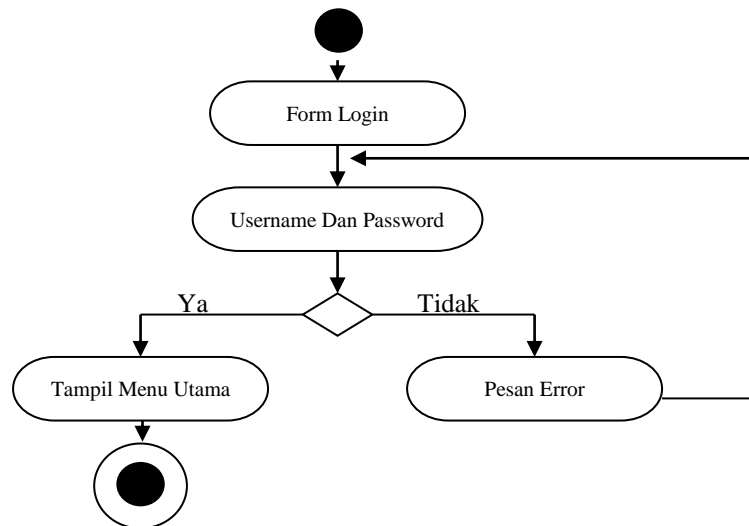 Form Login
Username Dan Password
Ya
Tidak
Tampil Menu Utama
Pesan Error